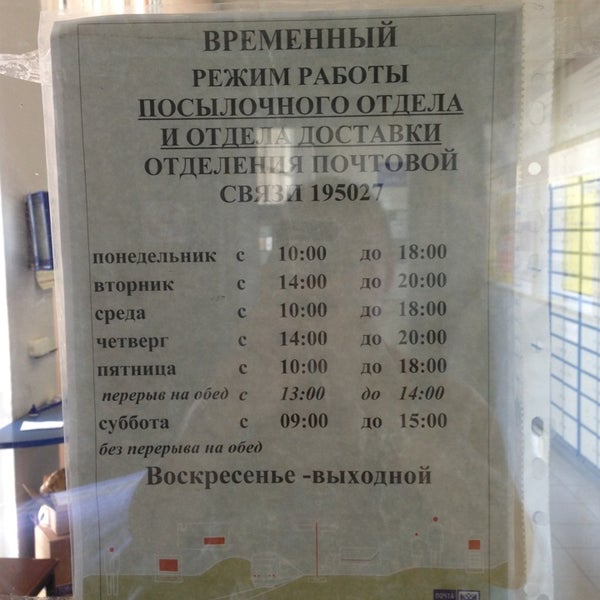 ВРЕМЕННЫЙ
РЕЖИМ РАБОТЫ
ПОСЫЛОЧНОГО ОТДЕЛА
И ОТДЕЛА ДОСТАВКИ
ОТДЕЛЕНИЯ ПОЧТОВОЙ
СВЯЗИ 195027
понедельник с 10:00 до 18:00
вторник с 14:00 до 20:00
среда с 10:00 до 18:00
четверг с 14:00 до 20:00
пятница с 10:00 до 18:00
перерыв на обед с 13:00 до 14:00
суббота с 09:00 до 15:00
без перерыва на обед
Воскресенье -выходной
ПОЧТА